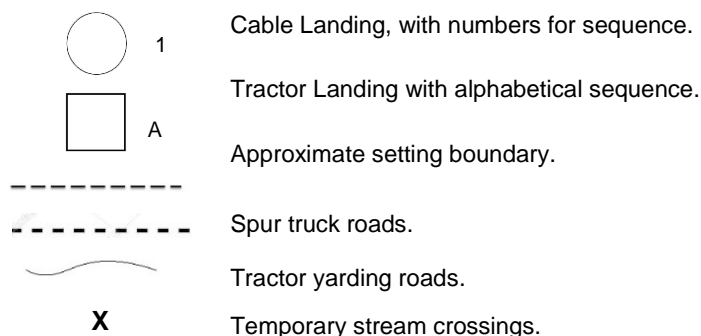 Cable Landing, with numbers for sequence.
1
Tractor Landing with alphabetical sequence.
A
Approximate setting boundary.
Spur truck roads.
Tractor yarding roads.
X Temporary stream crossings.